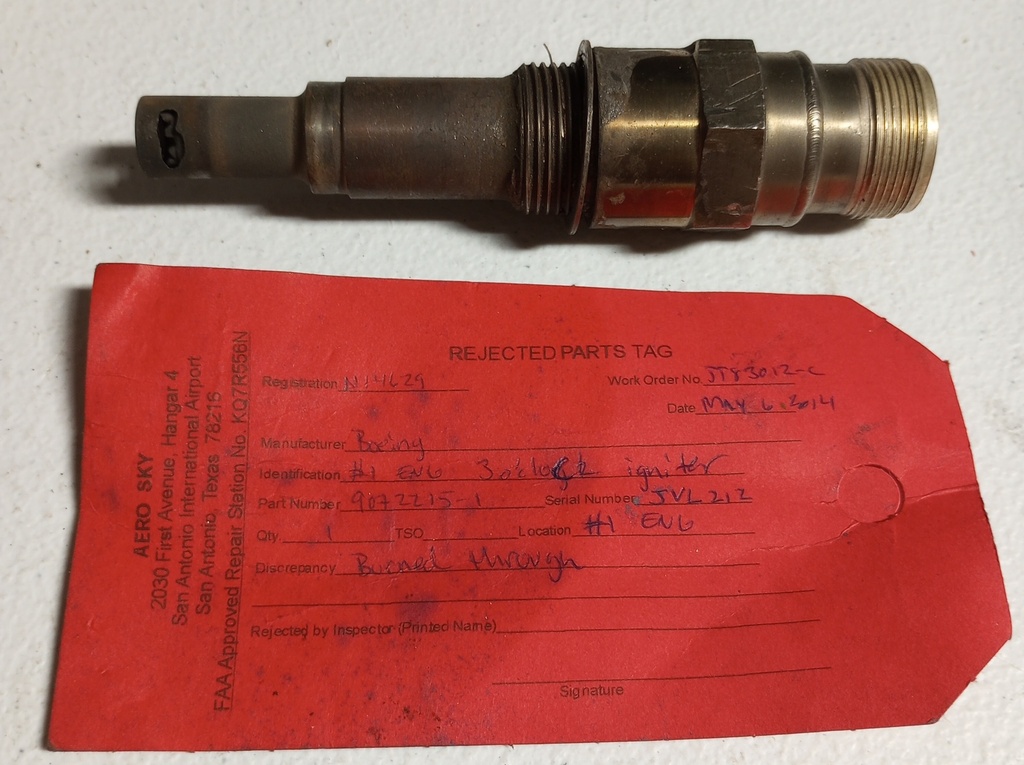 REJECTED PARTS TAG
Registration N14629
Work Order No. JT83012-C
Date May 6, 2014
Manufacturer Boeing
Identification #1 ENG 3 o'clock igniter
Part Number 9072215-1 Serial Number JVL212
Qty. 1 TSO Location #1 ENG
Discrepancy Burned through
Rejected by Inspector (Printed Name)
Signature
AERO SKY
2030 First Avenue, Hangar 4
San Antonio International Airport
San Antonio, Texas 78216
FAA Approved Repair Station No. KQ7R556N